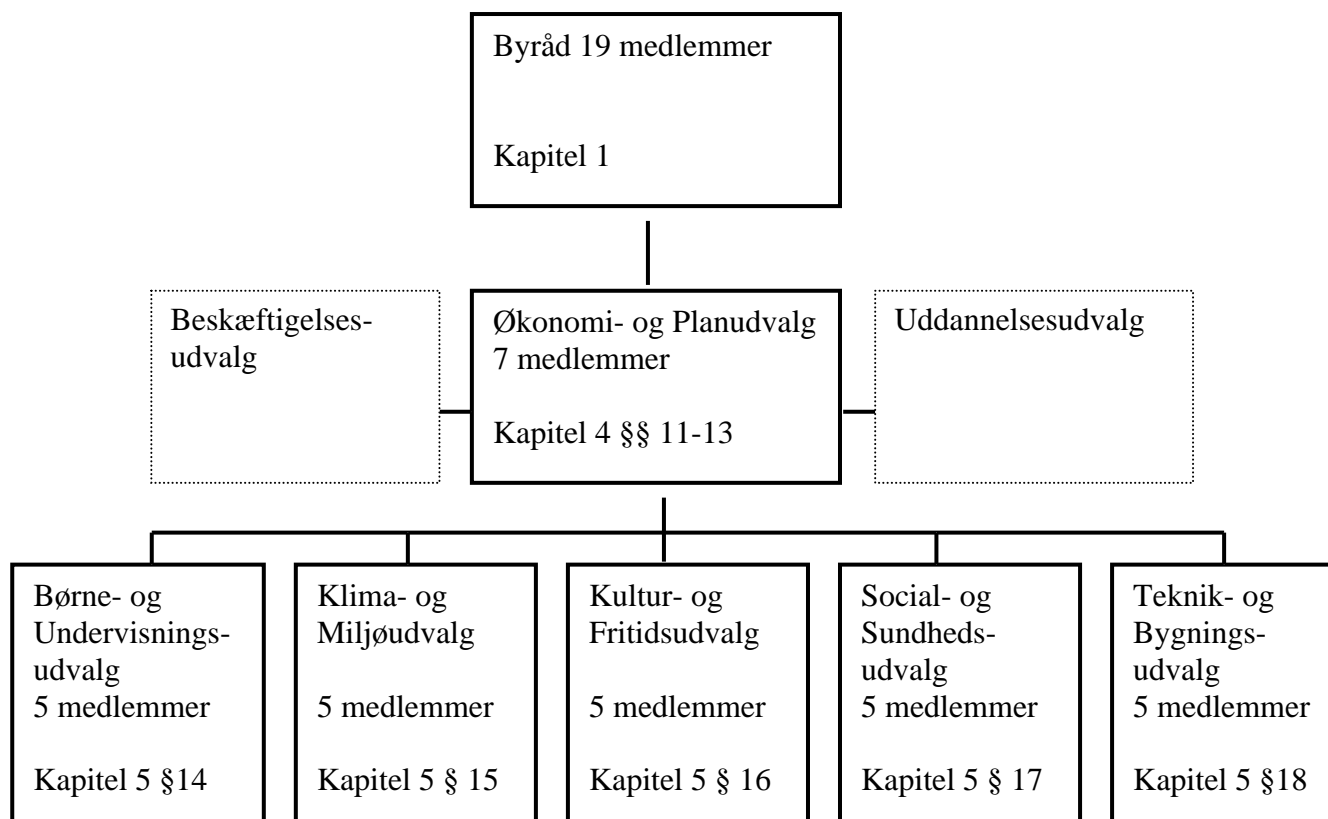 Byråd 19 medlemmer
Kapitel 1
Beskæftigelses-
udvalg
Økonomi- og Planudvalg
7 medlemmer
Kapitel 4 §§ 11-13
Uddannelsesudvalg
Børne- og
Undervisnings-
udvalg
5 medlemmer
Kapitel 5 §14
Klima- og
Miljøudvalg
5 medlemmer
Kapitel 5 § 15
Kultur- og
Fritidsudvalg
5 medlemmer
Kapitel 5 § 16
Social- og
Sundheds-
udvalg
5 medlemmer
Kapitel 5 § 17
Teknik- og
Bygnings-
udvalg
5 medlemmer
Kapitel 5 §18